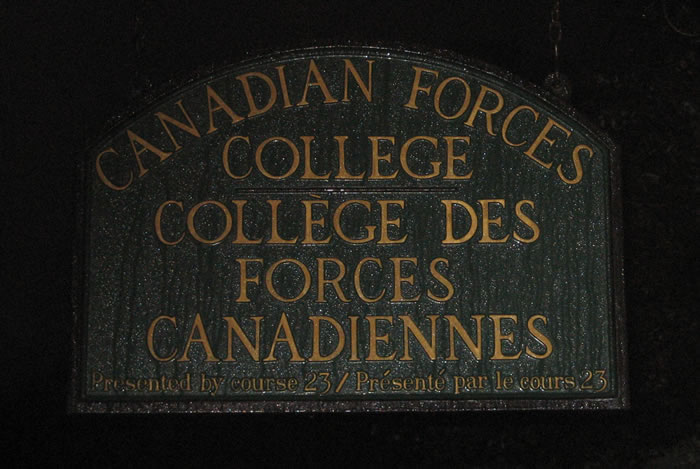 CANADIAN FORCES
COLLEGE
COLLÈGE DES
FORCES
CANADIENNES
Presented by course 23 / Présenté par le cours 23